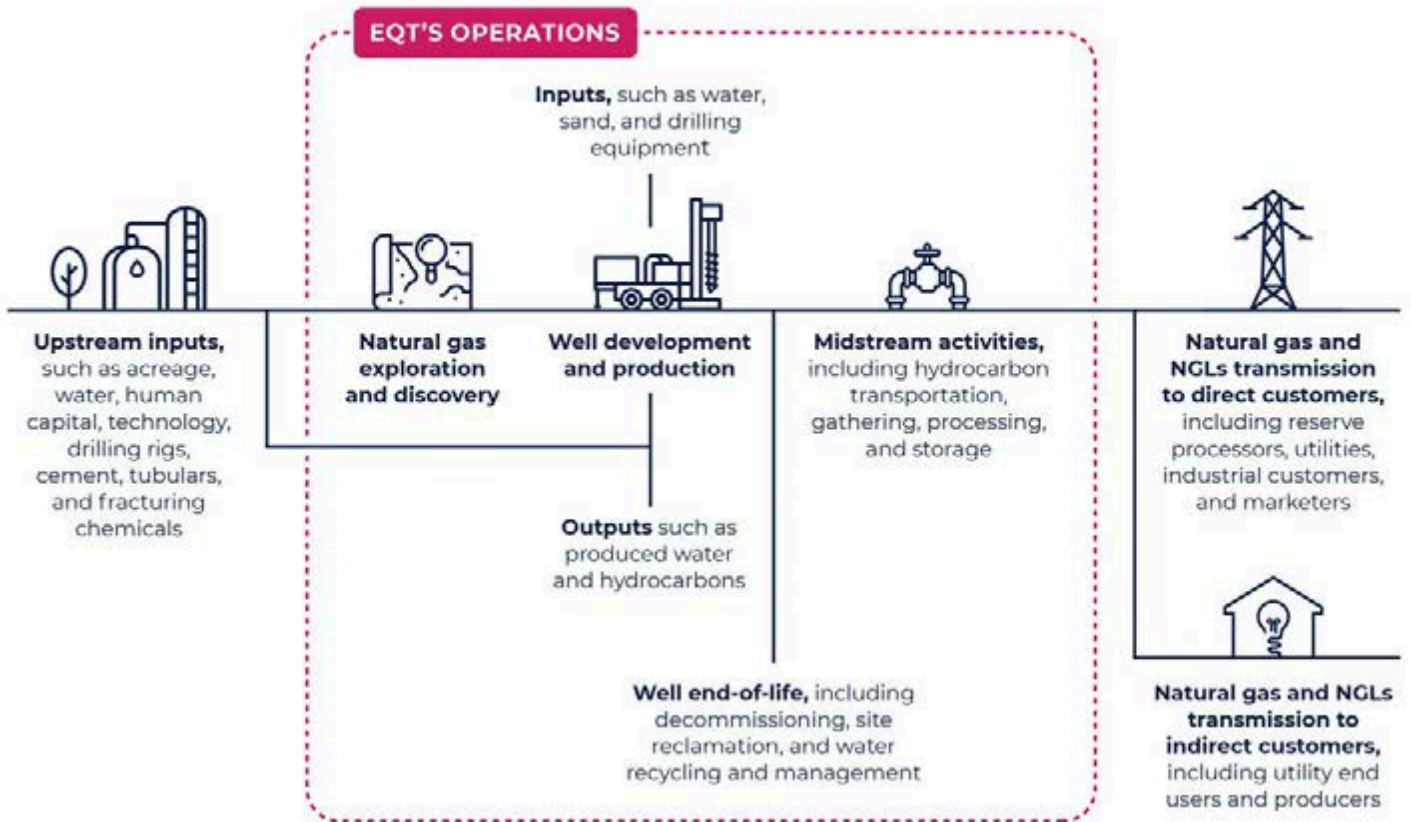 EQT'S OPERATIONS
Inputs, such as water,
sand, and drilling
equipment
Upstream inputs,
such as acreage,
water, human
capital, technology,
drilling rigs,
cement, tubulars,
and fracturing
chemicals
Natural gas
exploration
and discovery
Well development
and production
Outputs such as
produced water
and hydrocarbons
Midstream activities,
including hydrocarbon
transportation,
gathering, processing,
and storage
Well end-of-life, including
decommissioning, site
reclamation, and water
recycling and management
Natural gas and
NGLs transmission
to direct customers,
including reserve
processors, utilities,
industrial customers,
and marketers
Natural gas and NGLs
transmission to
indirect customers,
including utility end
users and producers